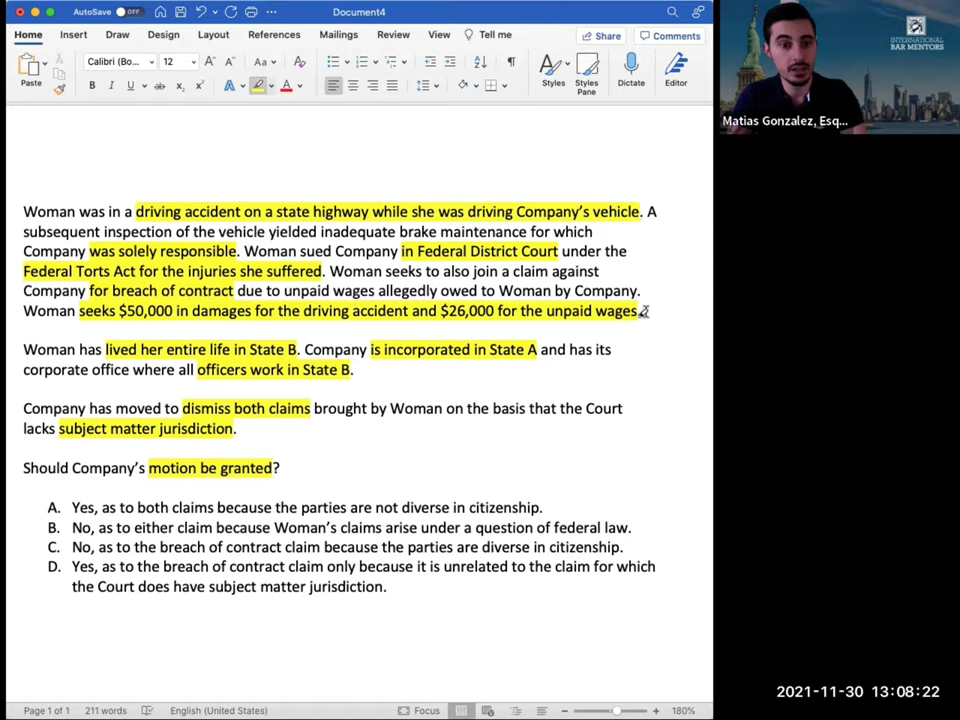 AutoSave OFF Document4
Home Insert Draw Design Layout References Mailings Review View Tell me Share Comments
Calibri (Bo... 12 Aa Paste Styles Styles Pane Dictate Editor
INTERNATIONAL
BAR MENTORS
Matias Gonzalez, Esq...
Woman was in a driving accident on a state highway while she was driving Company's vehicle. A
subsequent inspection of the vehicle yielded inadequate brake maintenance for which
Company was solely responsible. Woman sued Company in Federal District Court under the
Federal Torts Act for the injuries she suffered. Woman seeks to also join a claim against
Company for breach of contract due to unpaid wages allegedly owed to Woman by Company.
Woman seeks $50,000 in damages for the driving accident and $26,000 for the unpaid wages.
Woman has lived her entire life in State B. Company is incorporated in State A and has its
corporate office where all officers work in State B.
Company has moved to dismiss both claims brought by Woman on the basis that the Court
lacks subject matter jurisdiction.
Should Company's motion be granted?
A. Yes, as to both claims because the parties are not diverse in citizenship.
B. No, as to either claim because Woman's claims arise under a question of federal law.
C. No, as to the breach of contract claim because the parties are diverse in citizenship.
D. Yes, as to the breach of contract claim only because it is unrelated to the claim for which
the Court does have subject matter jurisdiction.
2021-11-30 13:08:22
Page 1 of 1 211 words English (United States) Focus 180%